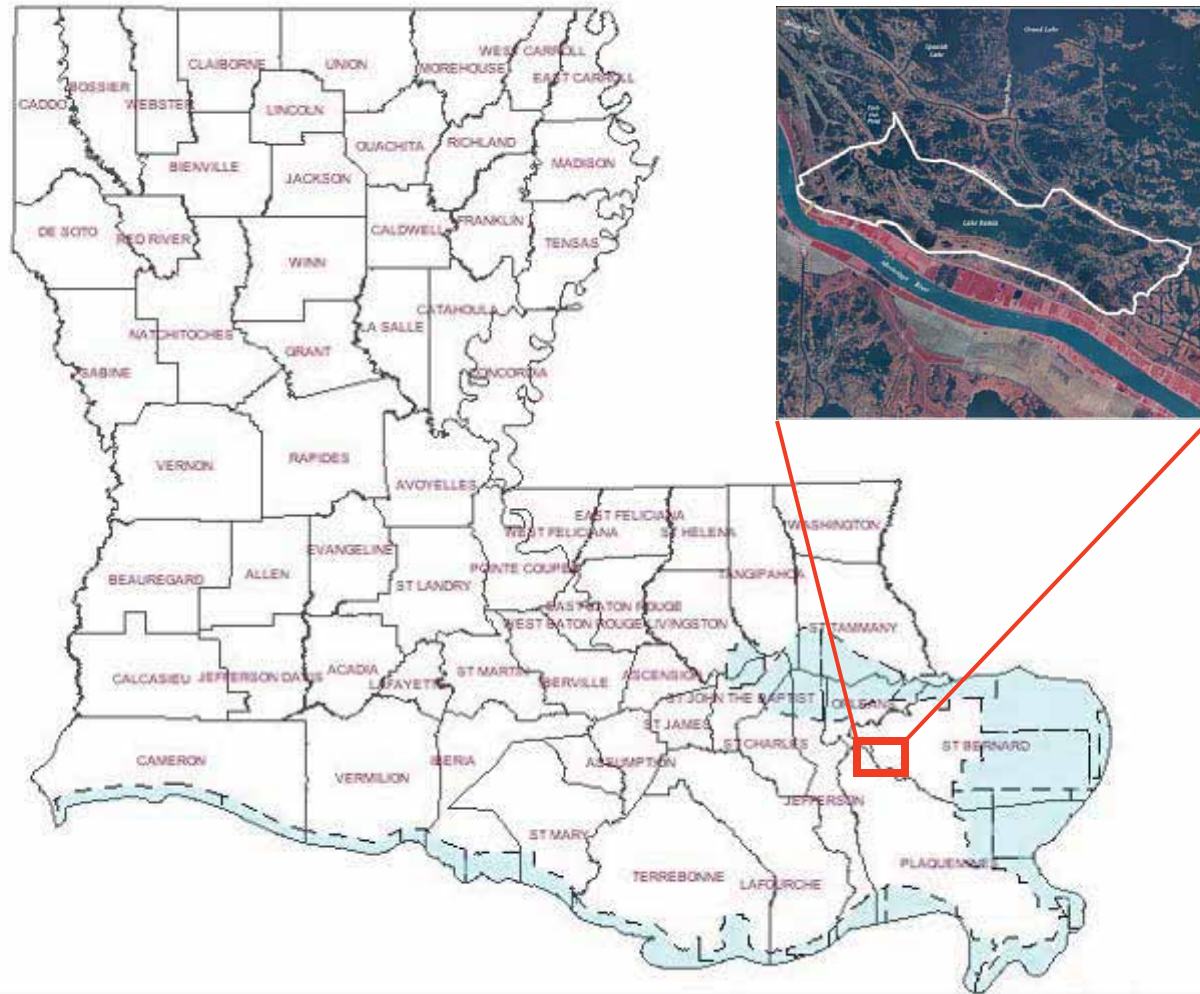 CLAIBORNE
UNION
MOREHOUSE
WEST CARROLL
EAST CARROLL
CADDO
BOSSIER
WEBSTER
LINCOLN
OUACHITA
RICHLAND
MADISON
BIENVILLE
JACKSON
DE SOTO
RED RIVER
CALDWELL
FRANKLIN
TENSAS
WINN
NATCHITOCHES
GRANT
LA SALLE
CATAHOULA
CONCORDIA
SABINE
VERNON
RAPIDES
AVOYELLES
EAST FELICIANA
WEST FELICIANA
ST HELENA
WASHINGTON
EVANGELINE
BEAUREGARD
ALLEN
ST LANDRY
POINTE COUPEE
TANGIPAHOA
EAST BATON ROUGE
WEST BATON ROUGE
LIVINGSTON
ST TAMMANY
CALCASIEU
JEFFERSON DAVIS
ACADIA
LAFAYETTE
ST MARTIN
IBERVILLE
ASCENSION
ST JOHN THE BAPTIST
ORLEANS
ST JAMES
ST CHARLES
ST BERNARD
CAMERON
VERMILION
IBERIA
ASSUMPTION
JEFFERSON
ST MARY
TERREBONNE
LAFOURCHE
PLAQUEMINES
Spanish
Lake
Grand Lake
Lake Lery
Mississippi River